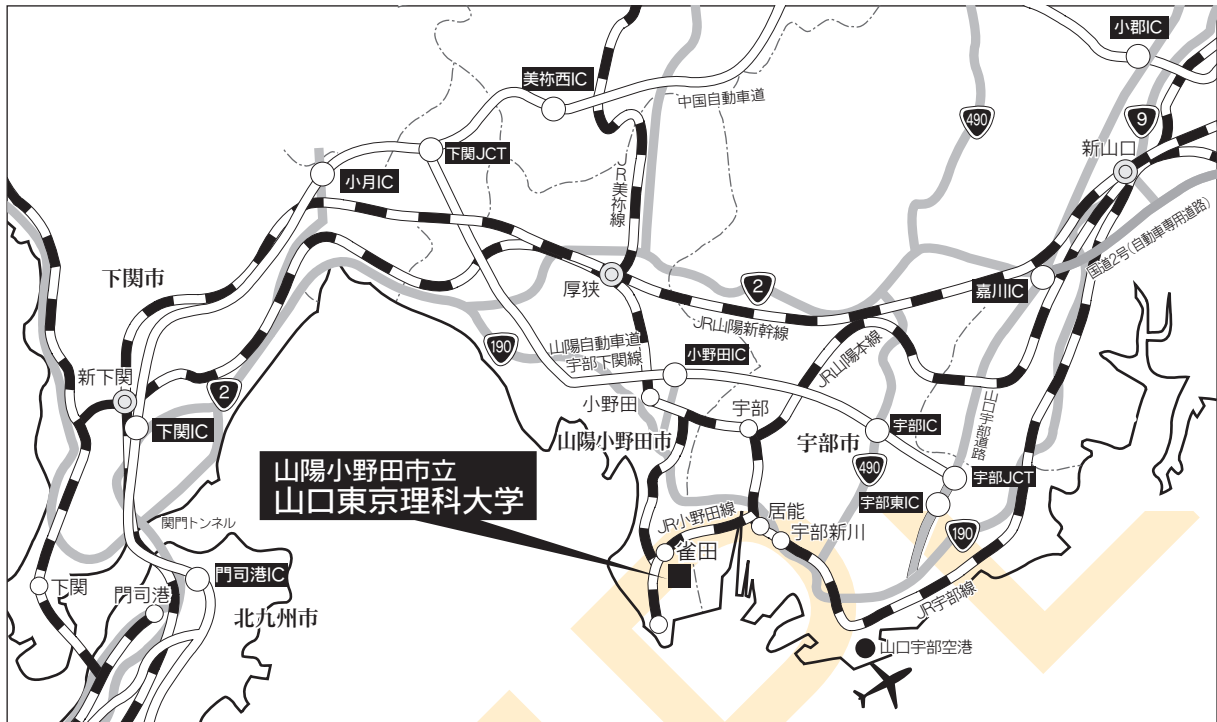 小郡IC
美祢西IC
中国自動車道
490
9
下関JCT
新山口
小月IC
JR美祢線
国道2号(自動車専用道路)
下関市
厚狭
2
嘉川IC
JR山陽新幹線
190
山陽自動車道
宇部下関線
小野田IC
JR山陽本線
新下関
2
小野田
宇部
山口宇部道路
下関IC
山陽小野田市
宇部市
宇部IC
山陽小野田市立
山口東京理科大学
490
宇部JCT
宇部東IC
関門トンネル
JR小野田線
居能
宇部新川
190
雀田
下関
門司港IC
門司港
JR宇部線
北九州市
山口宇部空港